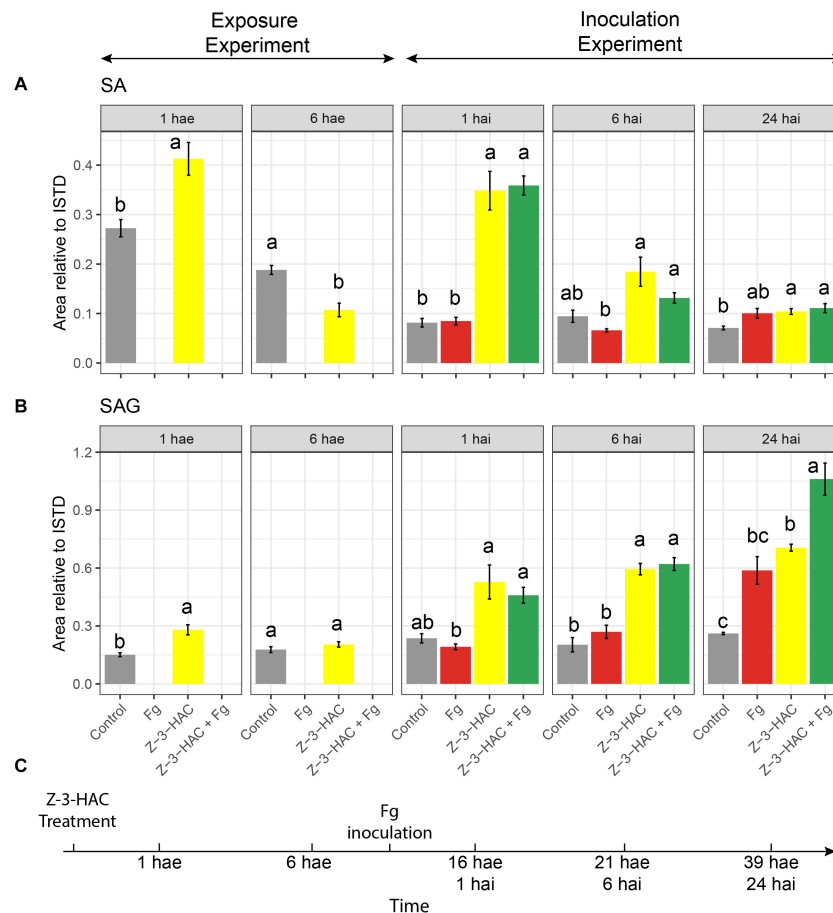 Exposure
Experiment
Inoculation
Experiment
A
SA
1 hae
6 hae
1 hai
6 hai
24 hai
Area relative to ISTD
0.4
0.3
0.2
0.1
0.0
b
a
a
b
b
b
a
a
ab
b
a
a
b
ab
a
a
B
SAG
1 hae
6 hae
1 hai
6 hai
24 hai
Area relative to ISTD
1.2
0.9
0.6
0.3
0.0
b
a
a
a
ab
b
a
a
b
b
a
a
c
bc
b
a
Control
Fg
Z-3-HAC
Z-3-HAC + Fg
Control
Fg
Z-3-HAC
Z-3-HAC + Fg
Control
Fg
Z-3-HAC
Z-3-HAC + Fg
Control
Fg
Z-3-HAC
Z-3-HAC + Fg
Control
Fg
Z-3-HAC
Z-3-HAC + Fg
C
Z-3-HAC
Treatment
Fg
inoculation
1 hae
6 hae
16 hae
21 hae
39 hae
1 hai
6 hai
24 hai
Time